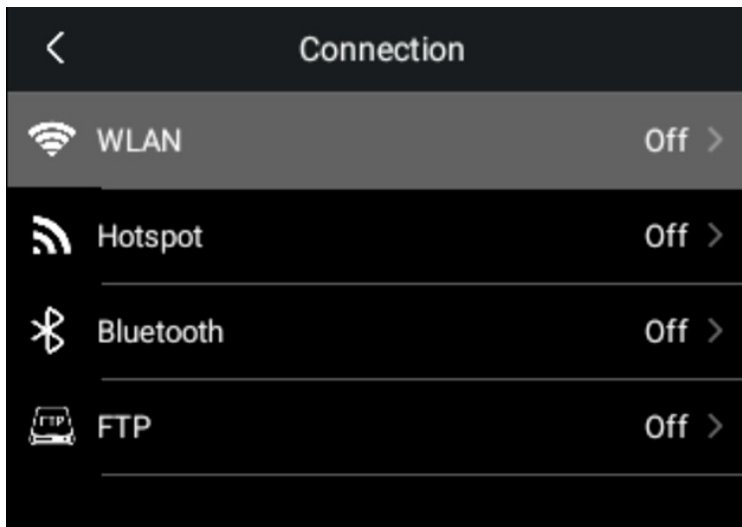 Connection
WLAN Off
Hotspot Off
Bluetooth Off
FTP FTP Off